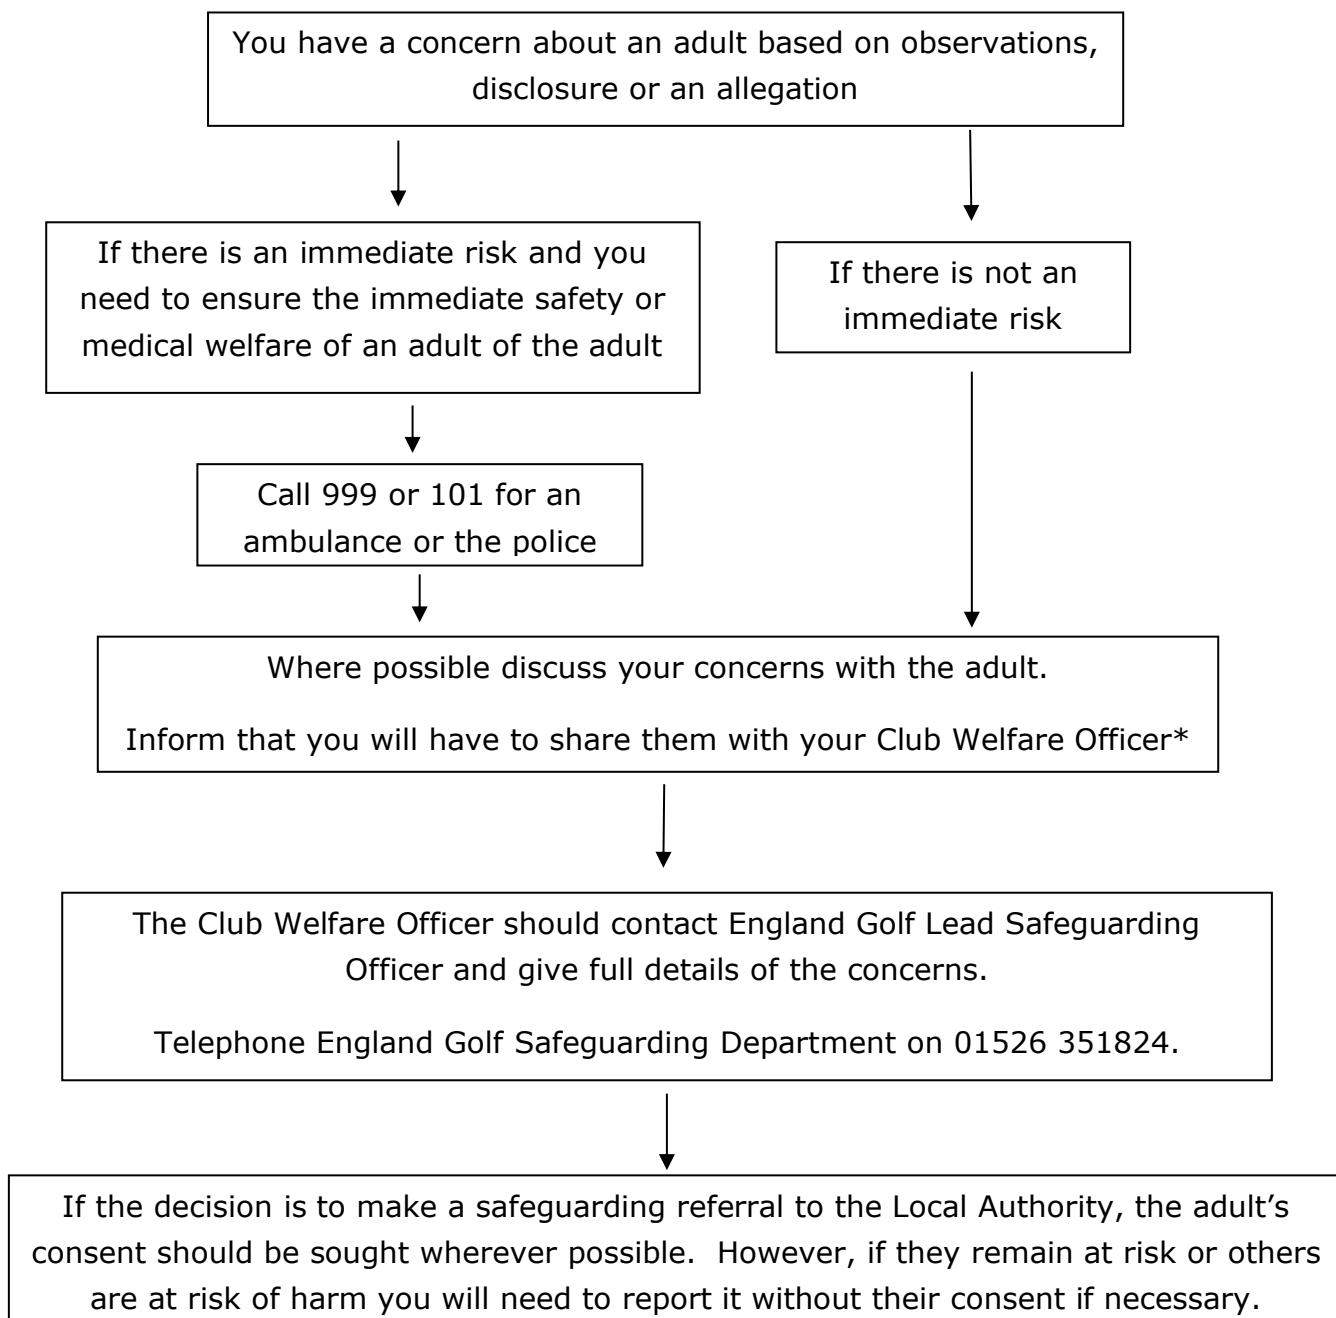 You have a concern about an adult based on observations,
disclosure or an allegation
If there is an immediate risk and you
need to ensure the immediate safety or
medical welfare of an adult of the adult
If there is not an
immediate risk
Call 999 or 101 for an
ambulance or the police
Where possible discuss your concerns with the adult.
Inform that you will have to share them with your Club Welfare Officer*
The Club Welfare Officer should contact England Golf Lead Safeguarding
Officer and give full details of the concerns.
Telephone England Golf Safeguarding Department on 01526 351824.
If the decision is to make a safeguarding referral to the Local Authority, the adult’s
consent should be sought wherever possible.  However, if they remain at risk or others
are at risk of harm you will need to report it without their consent if necessary.